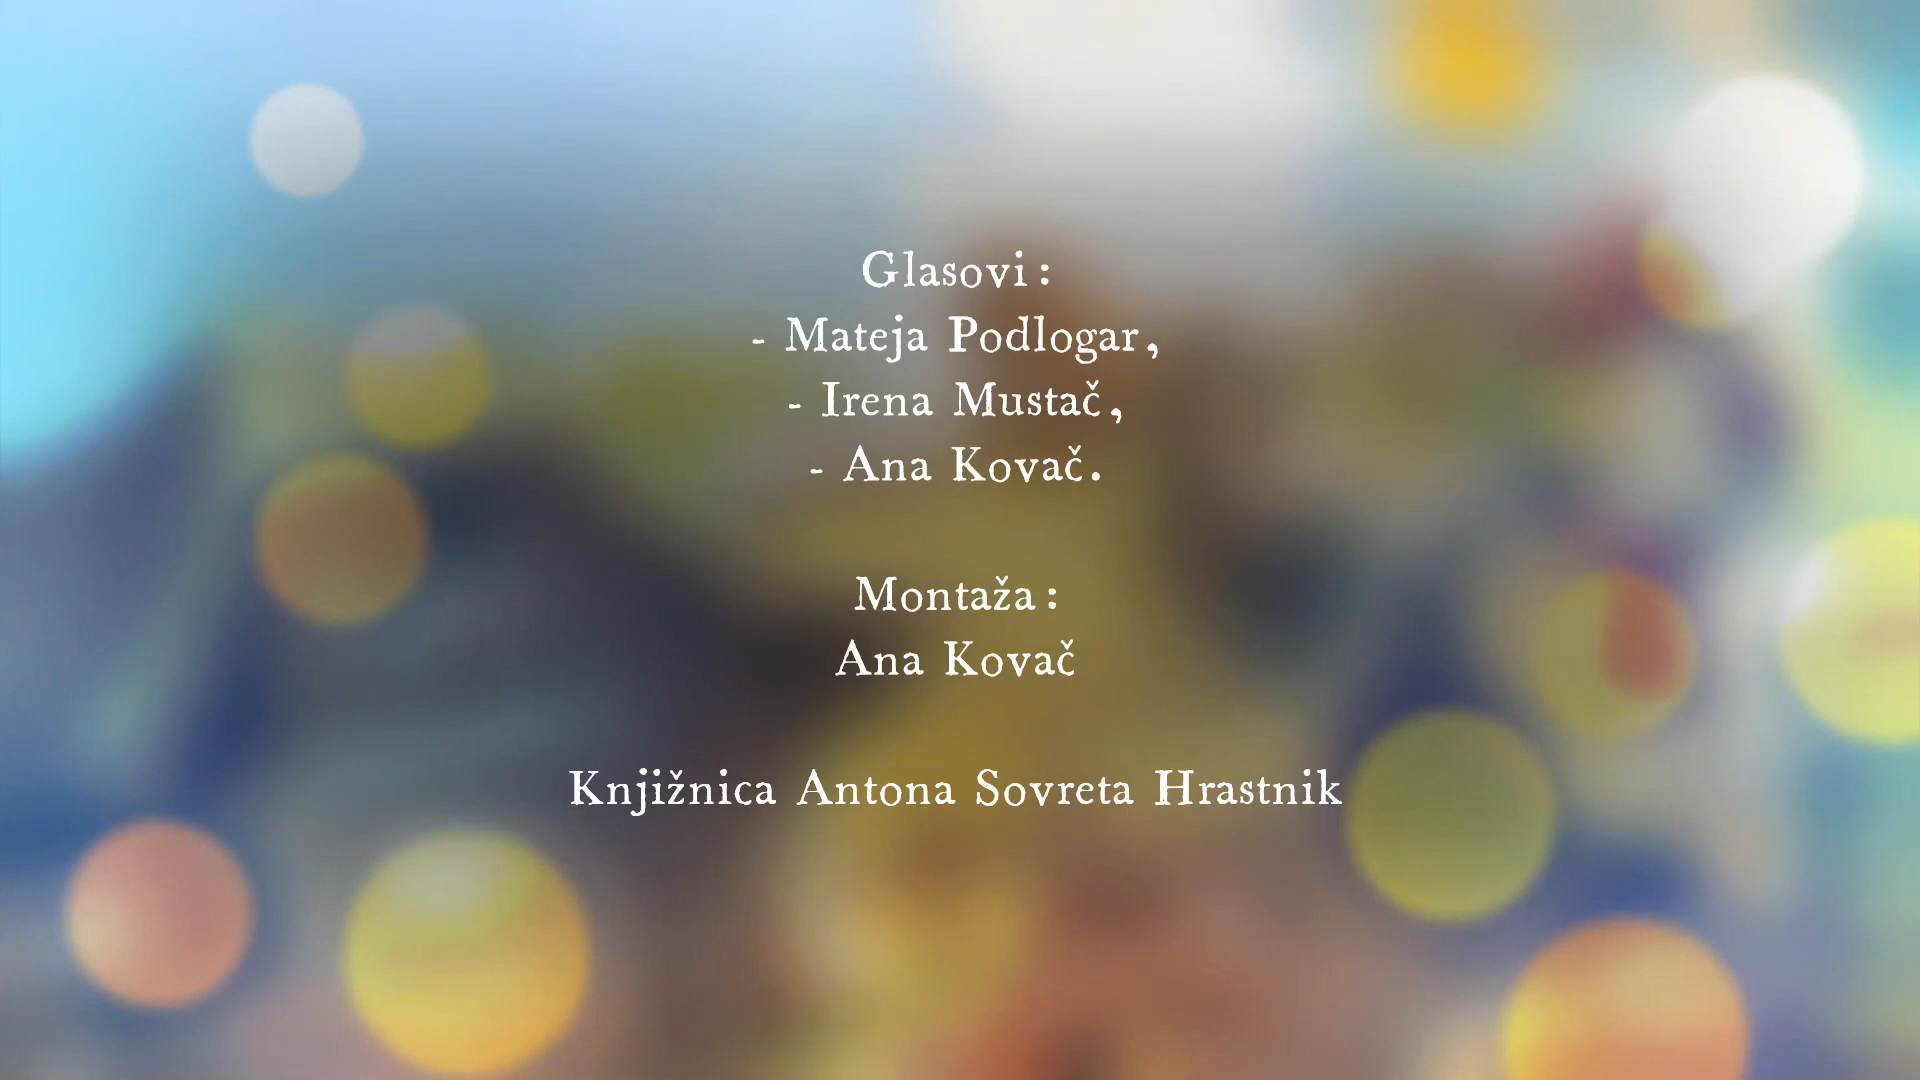 Glasovi:
- Mateja Podlogar,
- Irena Mustač,
- Ana Kovač.
Montaža:
Ana Kovač
Knjižnica Antona Sovreta Hrastnik